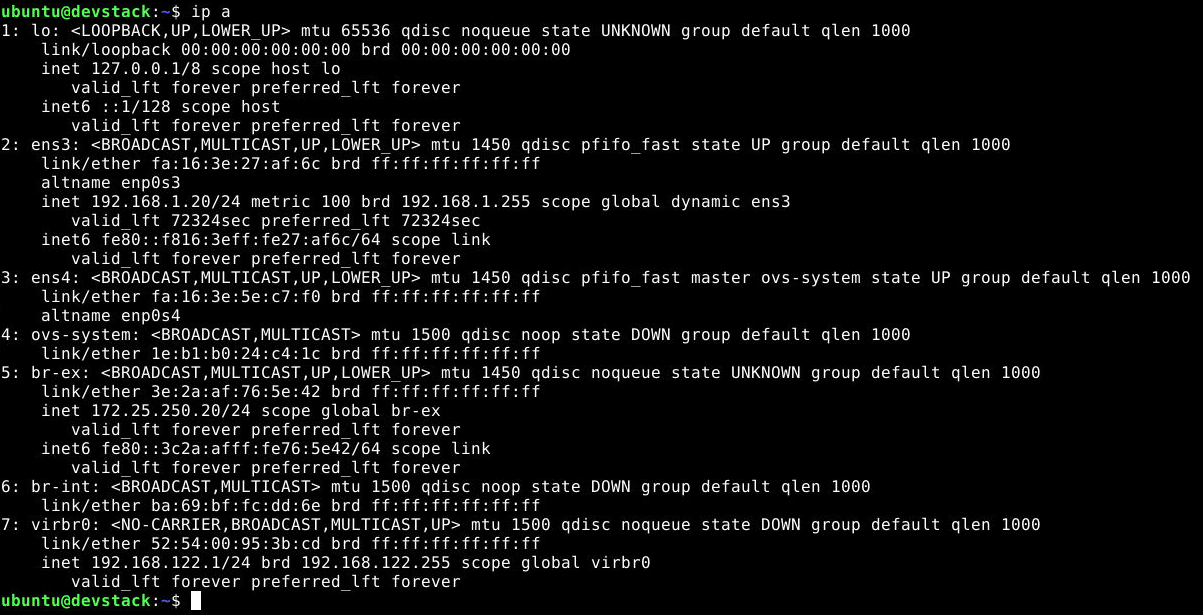 ubuntu@devstack:~$ ip a
1: lo: <LOOPBACK,UP,LOWER_UP> mtu 65536 qdisc noqueue state UNKNOWN group default qlen 1000
    link/loopback 00:00:00:00:00:00 brd 00:00:00:00:00:00
    inet 127.0.0.1/8 scope host lo
       valid_lft forever preferred_lft forever
    inet6 ::1/128 scope host
       valid_lft forever preferred_lft forever
2: ens3: <BROADCAST,MULTICAST,UP,LOWER_UP> mtu 1450 qdisc pfifo_fast state UP group default qlen 1000
    link/ether fa:16:3e:27:af:6c brd ff:ff:ff:ff:ff:ff
    altname enp0s3
    inet 192.168.1.20/24 metric 100 brd 192.168.1.255 scope global dynamic ens3
       valid_lft 72324sec preferred_lft 72324sec
    inet6 fe80::f816:3eff:fe27:af6c/64 scope link
       valid_lft forever preferred_lft forever
3: ens4: <BROADCAST,MULTICAST,UP,LOWER_UP> mtu 1450 qdisc pfifo_fast master ovs-system state UP group default qlen 1000
    link/ether fa:16:3e:5e:c7:f0 brd ff:ff:ff:ff:ff:ff
    altname enp0s4
4: ovs-system: <BROADCAST,MULTICAST> mtu 1500 qdisc noop state DOWN group default qlen 1000
    link/ether 1e:b1:b0:24:c4:1c brd ff:ff:ff:ff:ff:ff
5: br-ex: <BROADCAST,MULTICAST,UP,LOWER_UP> mtu 1450 qdisc noqueue state UNKNOWN group default qlen 1000
    link/ether 3e:2a:af:76:5e:42 brd ff:ff:ff:ff:ff:ff
    inet 172.25.250.20/24 scope global br-ex
       valid_lft forever preferred_lft forever
    inet6 fe80::3c2a:afff:fe76:5e42/64 scope link
       valid_lft forever preferred_lft forever
6: br-int: <BROADCAST,MULTICAST> mtu 1500 qdisc noop state DOWN group default qlen 1000
    link/ether ba:69:bf:fc:dd:6e brd ff:ff:ff:ff:ff:ff
7: virbr0: <NO-CARRIER,BROADCAST,MULTICAST,UP> mtu 1500 qdisc noqueue state DOWN group default qlen 1000
    link/ether 52:54:00:95:3b:cd brd ff:ff:ff:ff:ff:ff
    inet 192.168.122.1/24 brd 192.168.122.255 scope global virbr0
       valid_lft forever preferred_lft forever
ubuntu@devstack:~$